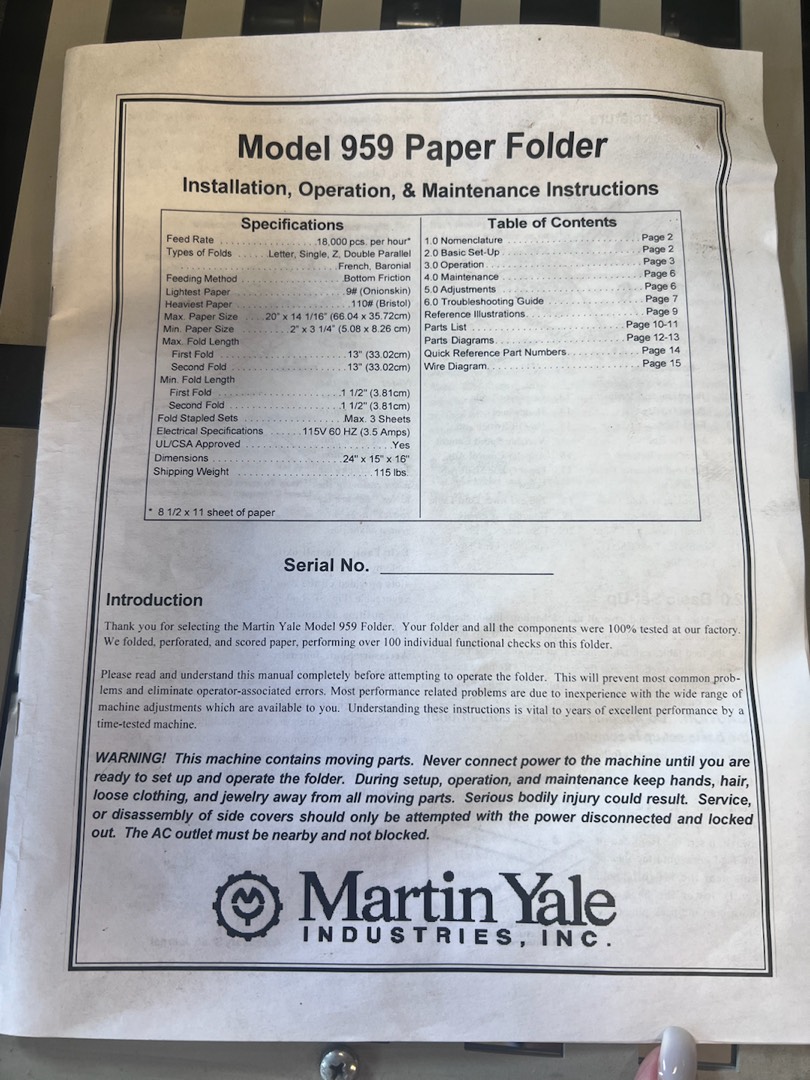 Model 959 Paper Folder
Installation, Operation, & Maintenance Instructions
Specifications
Feed Rate . . . . . . . . . . . . . . . . 18,000 pcs. per hour*
Types of Folds . . . . . Letter, Single, Z, Double Parallel
. . . . . . . . . . . . . . . . . . . . . French, Baronial
Feeding Method . . . . . . . . . . . . . . . . Bottom Friction
Lightest Paper . . . . . . . . . . . . . . . . 9# (Onionskin)
Heaviest Paper . . . . . . . . . . . . . . . . 110# (Bristol)
Max. Paper Size . . . . . 20" x 14 1/16" (66.04 x 35.72cm)
Min. Paper Size . . . . . . . . . 2" x 3 1/4" (5.08 x 8.26 cm)
Max. Fold Length
First Fold . . . . . . . . . . . . . . . . . . . 13" (33.02cm)
Second Fold . . . . . . . . . . . . . . . . . . 13" (33.02cm)
Min. Fold Length
First Fold . . . . . . . . . . . . . . . . . . .1 1/2" (3.81cm)
Second Fold . . . . . . . . . . . . . . . . . .1 1/2" (3.81cm)
Fold Stapled Sets . . . . . . . . . . . . . . . Max. 3 Sheets
Electrical Specifications . . . . . . 115V 60 HZ (3.5 Amps)
UL/CSA Approved . . . . . . . . . . . . . . . . . . . . . .Yes
Dimensions . . . . . . . . . . . . . . . . . . .24" x 15" x 16"
Shipping Weight . . . . . . . . . . . . . . . . . . . . .115 lbs.
* 8 1/2 x 11 sheet of paper
Table of Contents
1.0 Nomenclature . . . . . . . . . . . . . . . . . . Page 2
2.0 Basic Set-Up . . . . . . . . . . . . . . . . . . Page 2
3.0 Operation . . . . . . . . . . . . . . . . . . . . Page 3
4.0 Maintenance . . . . . . . . . . . . . . . . . . . Page 6
5.0 Adjustments . . . . . . . . . . . . . . . . . . . Page 6
6.0 Troubleshooting Guide . . . . . . . . . . . . . . Page 7
Reference Illustrations. . . . . . . . . . . . . . . . Page 9
Parts List . . . . . . . . . . . . . . . . . . . . Page 10-11
Parts Diagrams. . . . . . . . . . . . . . . . . . . Page 12-13
Quick Reference Part Numbers. . . . . . . . . . . . . Page 14
Wire Diagram. . . . . . . . . . . . . . . . . . . . . Page 15
Serial No. _______________
Introduction
Thank you for selecting the Martin Yale Model 959 Folder. Your folder and all the components were 100% tested at our factory.
We folded, perforated, and scored paper, performing over 100 individual functional checks on this folder.
Please read and understand this manual completely before attempting to operate the folder. This will prevent most common prob-
lems and eliminate operator-associated errors. Most performance related problems are due to inexperience with the wide range of
machine adjustments which are available to you. Understanding these instructions is vital to years of excellent performance by a
time-tested machine.
WARNING! This machine contains moving parts. Never connect power to the machine until you are
ready to set up and operate the folder. During setup, operation, and maintenance keep hands, hair,
loose clothing, and jewelry away from all moving parts. Serious bodily injury could result. Service,
or disassembly of side covers should only be attempted with the power disconnected and locked
out. The AC outlet must be nearby and not blocked.
Martin Yale
INDUSTRIES, INC.